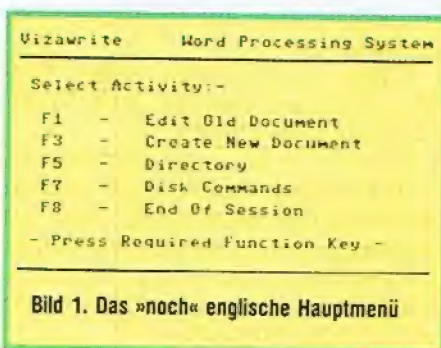 Vizawrite Word Processing System
Select Activity:-
F1 - Edit Old Document
F3 - Create New Document
F5 - Directory
F7 - Disk Commands
F8 - End Of Session
- Press Required Function Key -
Bild 1. Das »noch« englische Hauptmenü